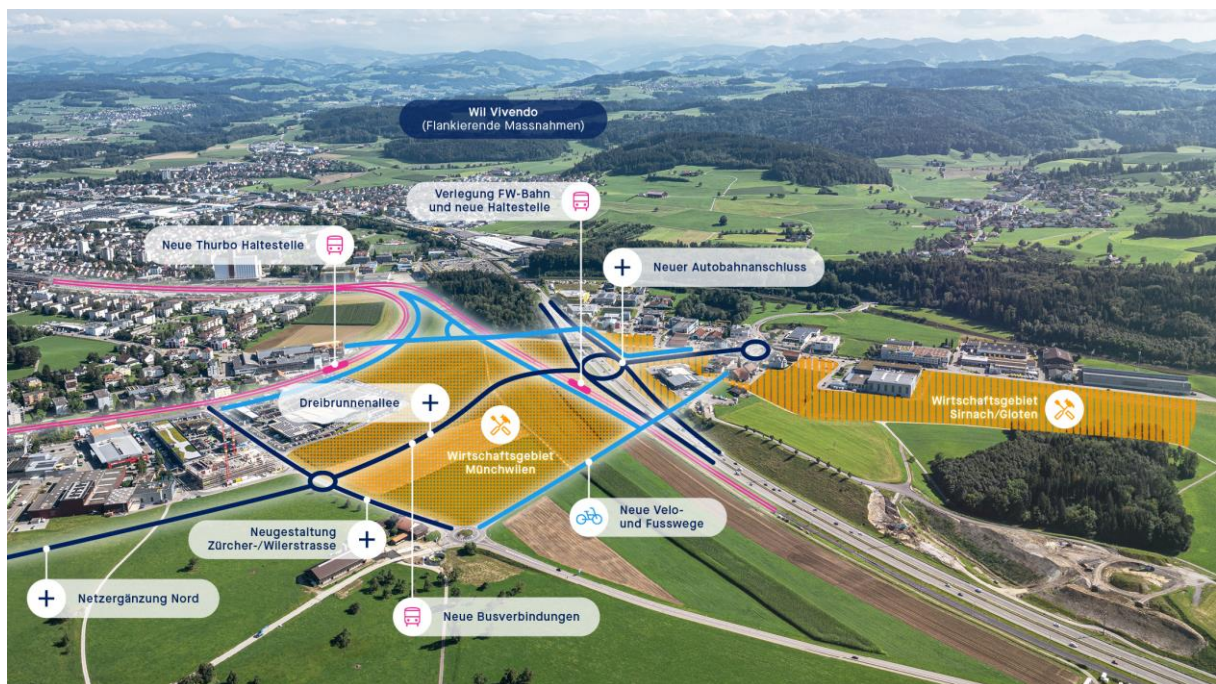 Wil Vivendo
(Flankierende Massnahmen)
Verlegung FW-Bahn
und neue Haltestelle
Neue Thurbo Haltestelle
Neuer Autobahnanschluss
Dreibrunnenallee
Wirtschaftsgebiet
Sirnach/Gloten
Wirtschaftsgebiet
Münchwilen
Neugestaltung
Zürcher-/Wilerstrasse
Neue Velo-
und Fusswege
Netzergänzung Nord
Neue Busverbindungen